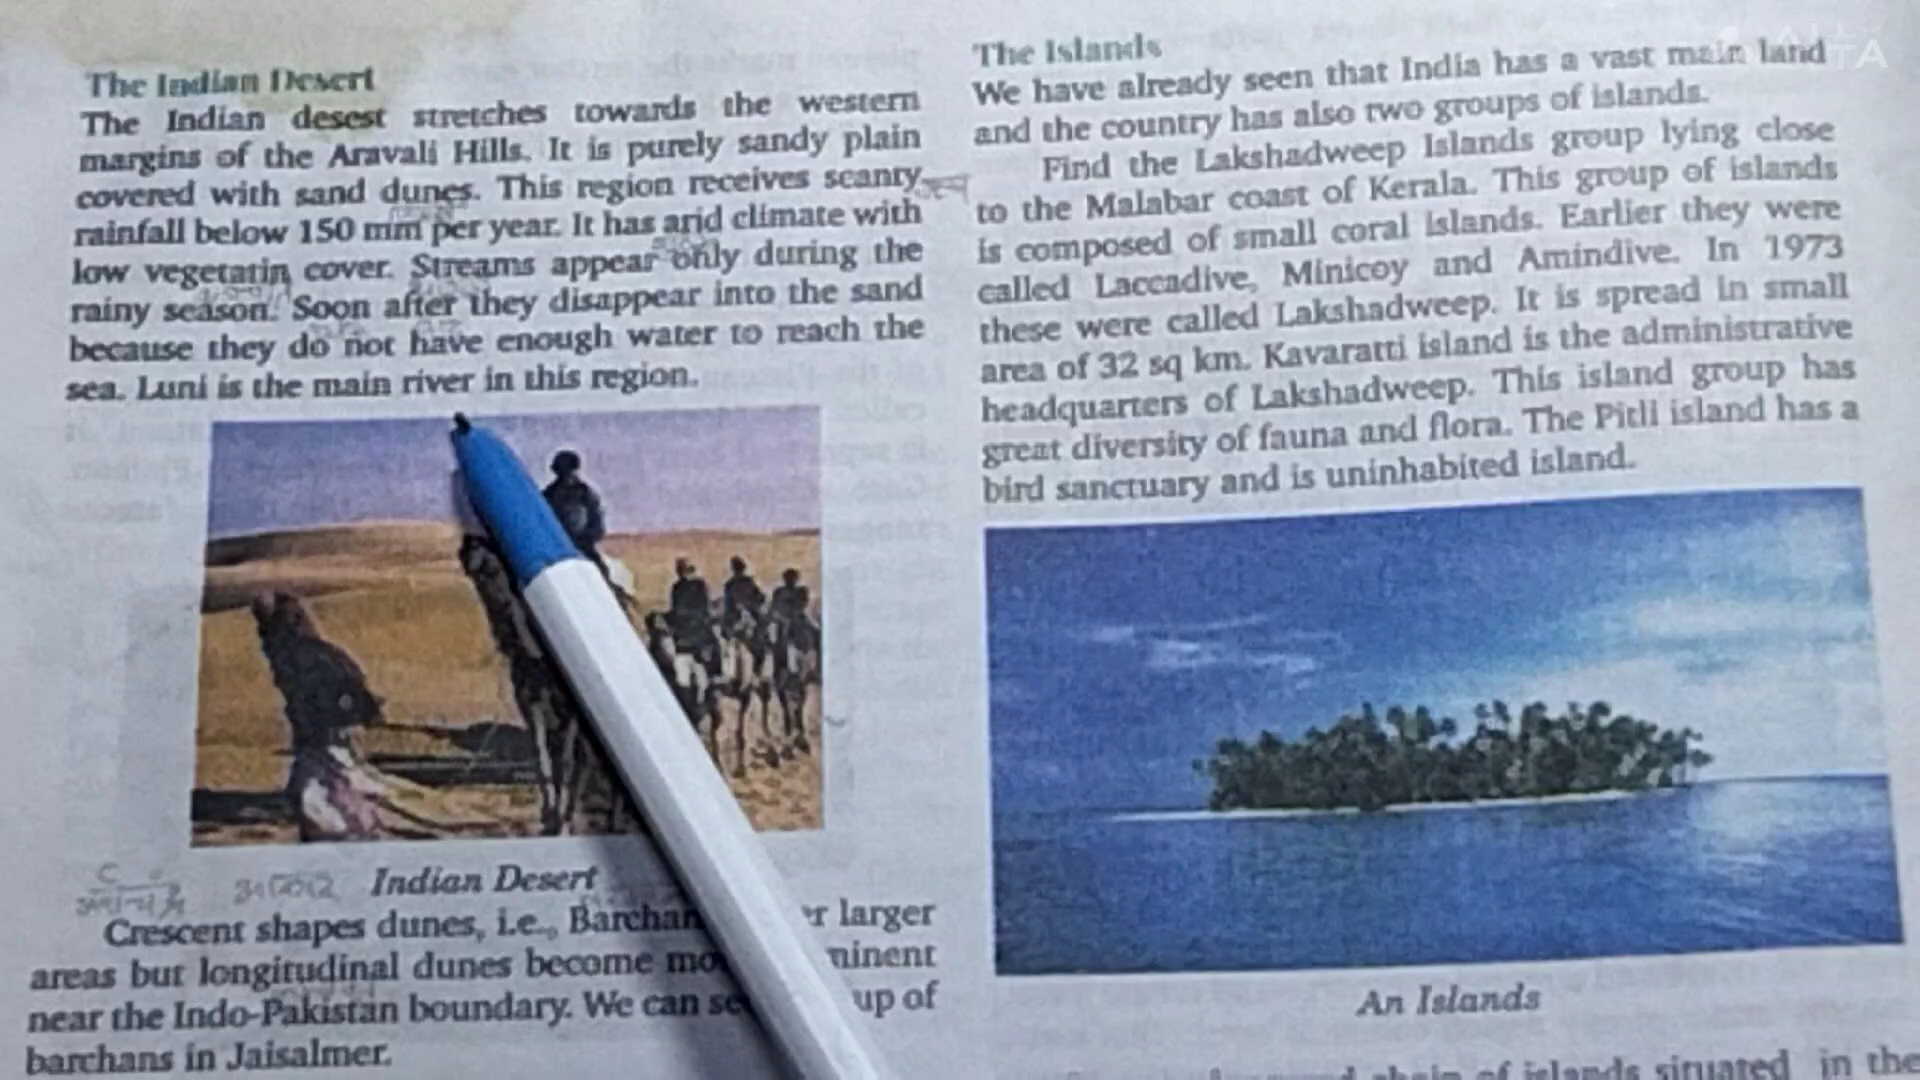 The Indian Desert
The Indian desest stretches towards the western
margins of the Aravali Hills. It is purely sandy plain
covered with sand dunes. This region receives scanty
rainfall below 150 mm per year. It has arid climate with
low vegetatin cover. Streams appear only during the
rainy season. Soon after they disappear into the sand
because they do not have enough water to reach the
sea. Luni is the main river in this region.
Indian Desert
Crescent shapes dunes, i.e., Barchan larger
areas but longitudinal dunes become
near the Indo-Pakistan boundary. We can up of
barchans in Jaisalmer.
The Islands
We have already seen that India has a vast main land
and the country has also two groups of islands.
Find the Lakshadweep Islands group lying close
to the Malabar coast of Kerala. This group of islands
is composed of small coral islands. Earlier they were
called Laccadive, Minicoy and Amindive. In 1973
these were called Lakshadweep. It is spread in small
area of 32 sq km. Kavaratti island is the administrative
headquarters of Lakshadweep. This island group has
great diversity of fauna and flora. The Pitli island has a
bird sanctuary and is uninhabited island.
An Islands
chain of islands situated in the